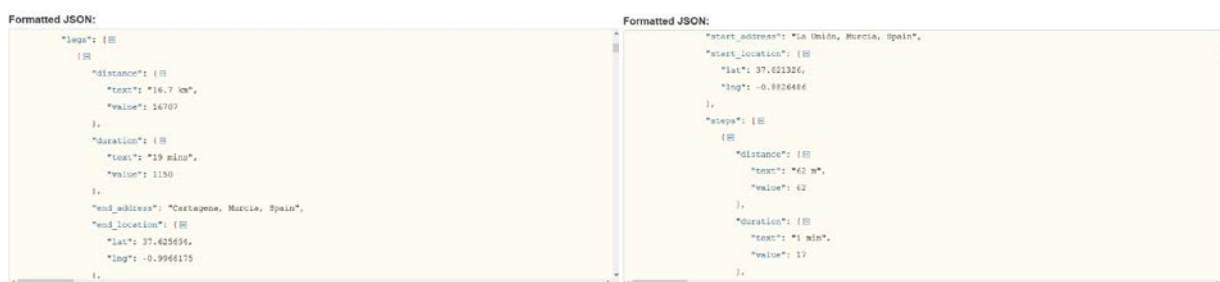 Formatted JSON:
"legs": [
{
"distance": {
"text": "16.7 km",
"value": 16707
},
"duration": {
"text": "19 mins",
"value": 1150
},
"end_address": "Cartagena, Murcia, Spain",
"end_location": {
"lat": 37.625696,
"lng": -0.9966175
},
Formatted JSON:
"start_address": "La Unión, Murcia, Spain",
"start_location": {
"lat": 37.621326,
"lng": -0.9826486
},
"steps": [
{
"distance": {
"text": "62 m",
"value": 62
},
"duration": {
"text": "1 min",
"value": 17
},